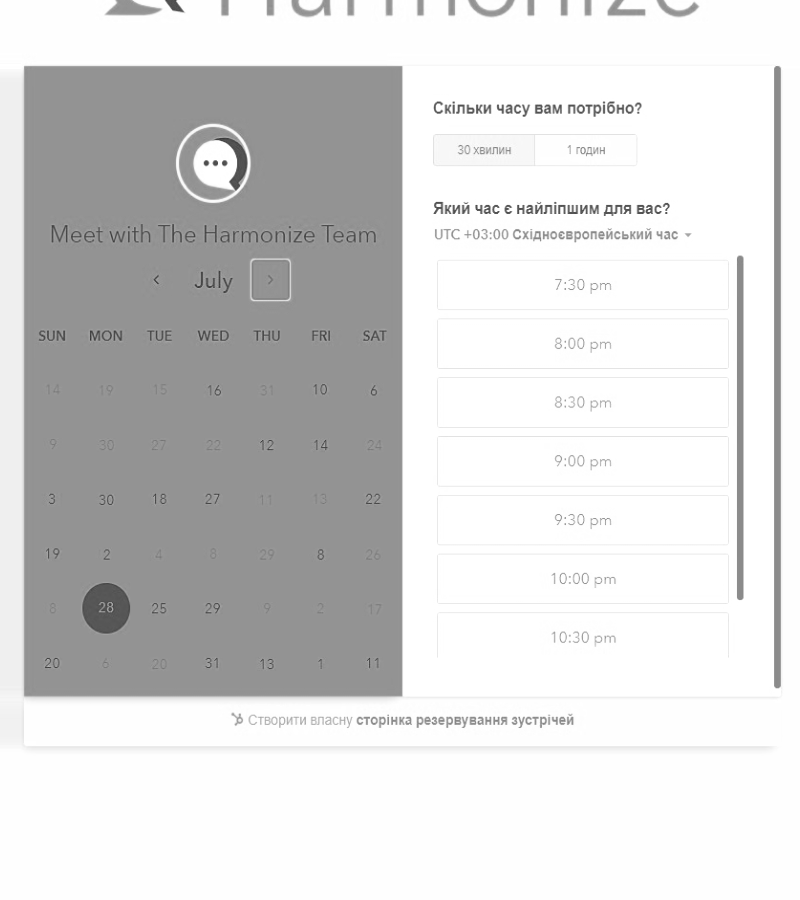 Harmonize
Meet with The Harmonize Team
July
SUN MON TUE WED THU FRI SAT
14 19 15 16 31 10 6
9 30 27 22 12 14 24
3 30 18 27 11 13 22
19 2 4 8 29 8 26
8 28 25 29 9 2 17
20 6 20 31 13 1 11
Скільки часу вам потрібно?
30 хвилин 1 годин
Який час є найліпшим для вас?
UTC +03:00 Східноєвропейський час
7:30 pm
8:00 pm
8:30 pm
9:00 pm
9:30 pm
10:00 pm
10:30 pm
Створити власну сторінка резервування зустрічей